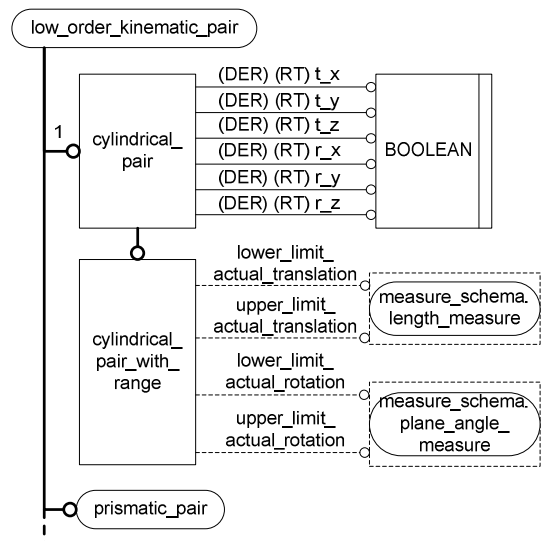 low_order_kinematic_pair
1
cylindrical_
pair
(DER) (RT) t_x
(DER) (RT) t_y
(DER) (RT) t_z
(DER) (RT) r_x
(DER) (RT) r_y
(DER) (RT) r_z
BOOLEAN
cylindrical_
pair_with_
range
lower_limit_
actual_translation
upper_limit_
actual_translation
lower_limit_
actual_rotation
upper_limit_
actual_rotation
measure_schema.
length_measure
measure_schema.
plane_angle_
measure
prismatic_pair